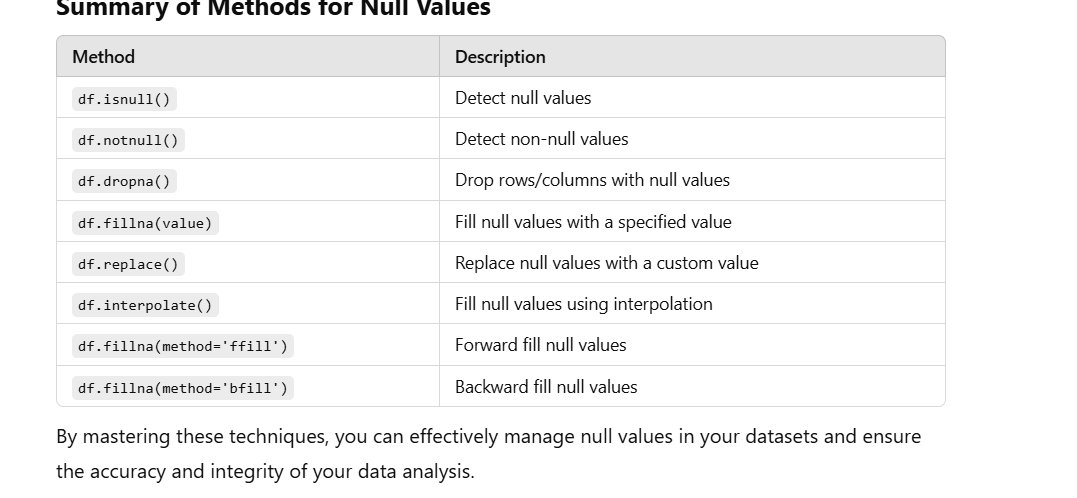 Summary of Methods for Null Values
Method Description
df.isnull() Detect null values
df.notnull() Detect non-null values
df.dropna() Drop rows/columns with null values
df.fillna(value) Fill null values with a specified value
df.replace() Replace null values with a custom value
df.interpolate() Fill null values using interpolation
df.fillna(method='ffill') Forward fill null values
df.fillna(method='bfill') Backward fill null values
By mastering these techniques, you can effectively manage null values in your datasets and ensure
the accuracy and integrity of your data analysis.